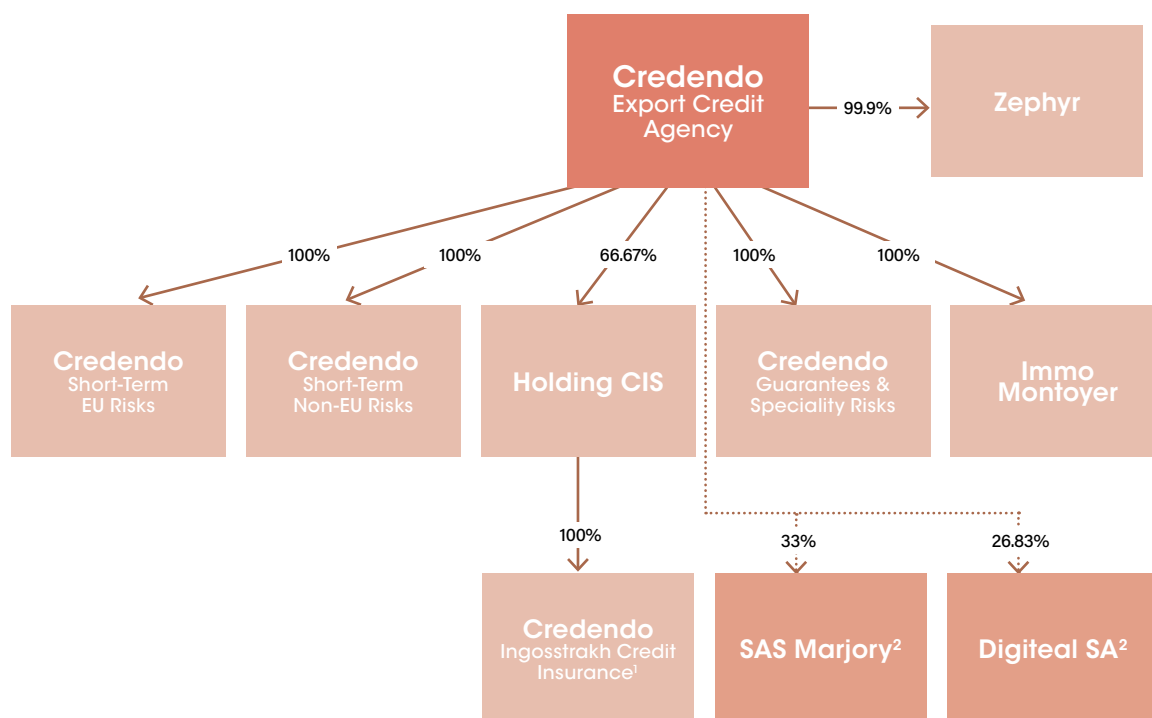 Credendo
Export Credit
Agency
99.9%
Zephyr
100%
100%
66.67%
100%
100%
Credendo
Short-Term
EU Risks
Credendo
Short-Term
Non-EU Risks
Holding CIS
Credendo
Guarantees &
Speciality Risks
Immo
Montoyer
100%
33%
26.83%
Credendo
Ingosstrakh Credit
Insurance¹
SAS Marjory²
Digiteal SA²